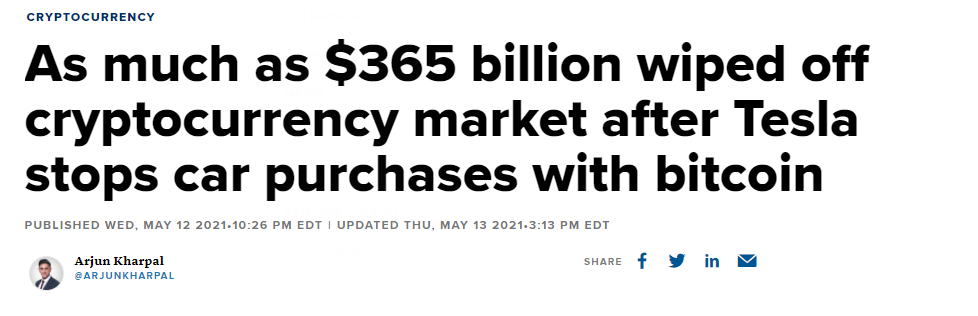 CRYPTOCURRENCY
As much as $365 billion wiped off
cryptocurrency market after Tesla
stops car purchases with bitcoin
PUBLISHED WED, MAY 12 2021•10:26 PM EDT | UPDATED THU, MAY 13 2021•3:13 PM EDT
Arjun Kharpal
@ARJUNKHARPAL
SHARE f in